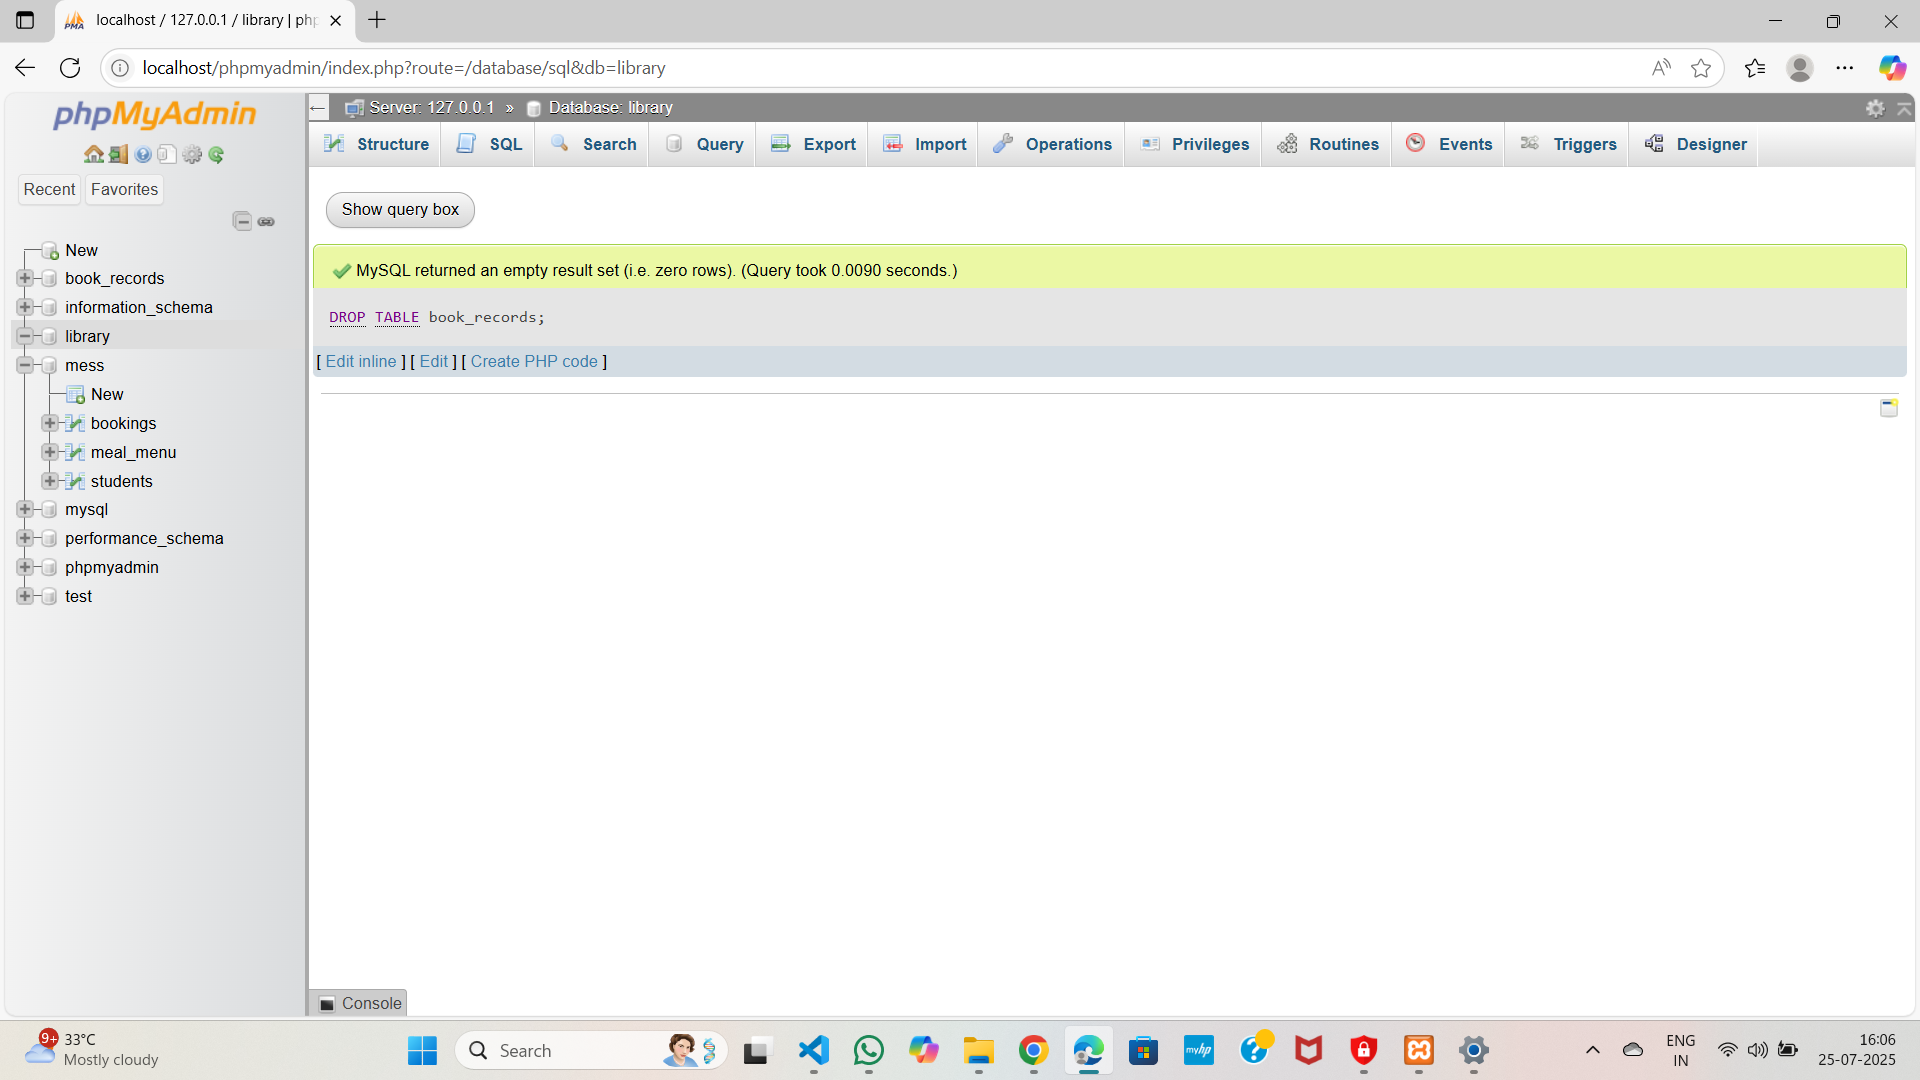 localhost / 127.0.0.1 / library | php
localhost/phpmyadmin/index.php?route=/database/sql&db=library
phpMyAdmin
Recent
Favorites
New
book_records
information_schema
library
mess
New
bookings
meal_menu
students
mysql
performance_schema
phpmyadmin
test
Server: 127.0.0.1 » Database: library
Structure
SQL
Search
Query
Export
Import
Operations
Privileges
Routines
Events
Triggers
Designer
Show query box
MySQL returned an empty result set (i.e. zero rows). (Query took 0.0090 seconds.)
DROP TABLE book_records;
[ Edit inline ] [ Edit ] [ Create PHP code ]
Console
9+
33°C
Mostly cloudy
Search
myhp
ENG
IN
16:06
25-07-2025